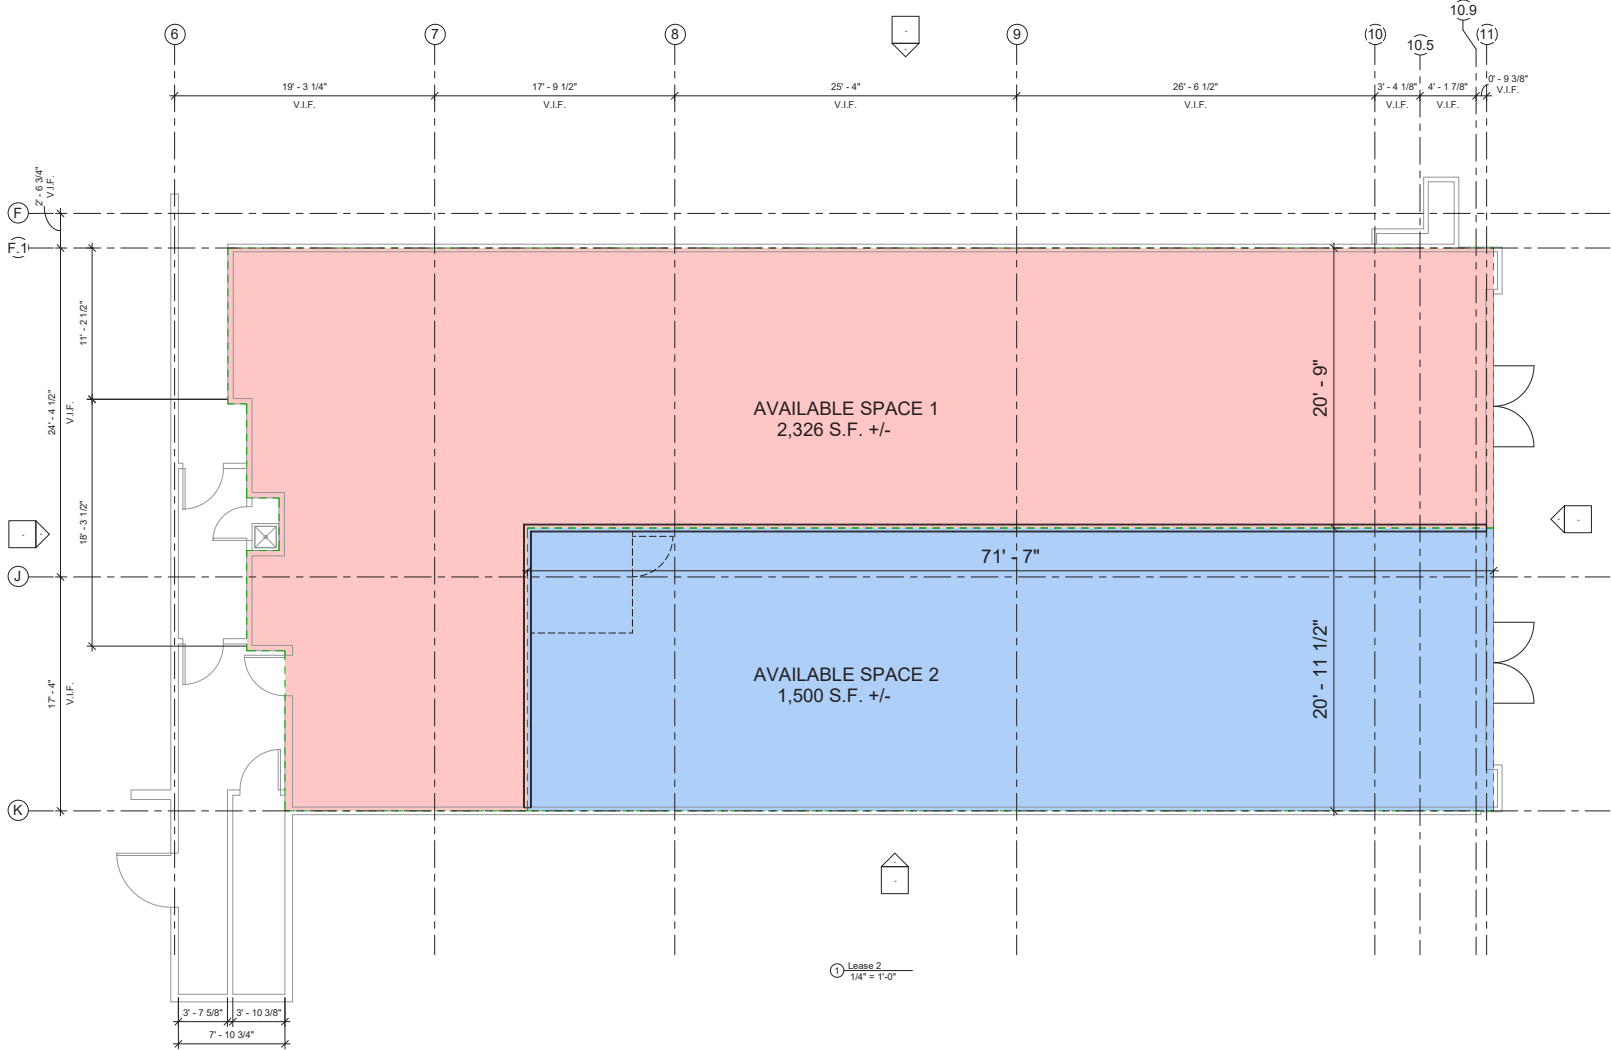 10.9
6
7
8
9
10
10.5
11
19' - 3 1/4"
V.I.F.
17' - 9 1/2"
V.I.F.
25' - 4"
V.I.F.
26' - 6 1/2"
V.I.F.
3' - 4 1/8"
V.I.F.
4' - 1 7/8"
V.I.F.
0' - 9 3/8"
V.I.F.
2' - 6 3/4"
V.I.F.
F
F.1
11' - 2 1/2"
24' - 4 1/2"
V.I.F.
18' - 3 1/2"
20' - 9"
AVAILABLE SPACE 1
2,326 S.F. +/-
J
71' - 7"
AVAILABLE SPACE 2
1,500 S.F. +/-
20' - 11 1/2"
17' - 4"
V.I.F.
K
1
Lease 2
1/4" = 1'-0"
3' - 7 5/8"
3' - 10 3/8"
7' - 10 3/4"